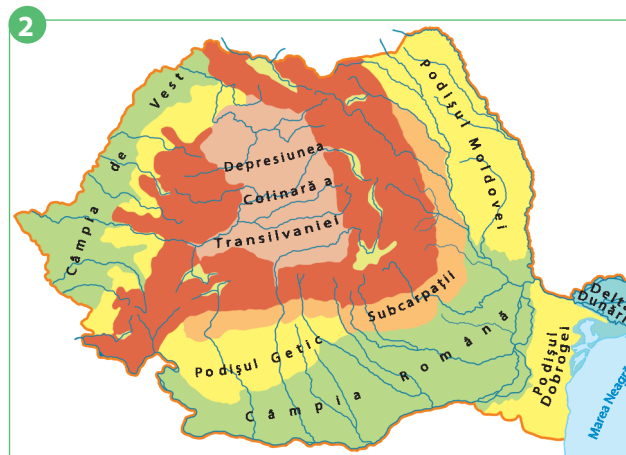 2
Câmpia de Vest
Depresiunea
Colinară a
Transilvaniei
Podișul Moldovei
Subcarpații
Podișul Getic
Câmpia Română
Podișul
Dobrogei
Delta
Marea Neagră